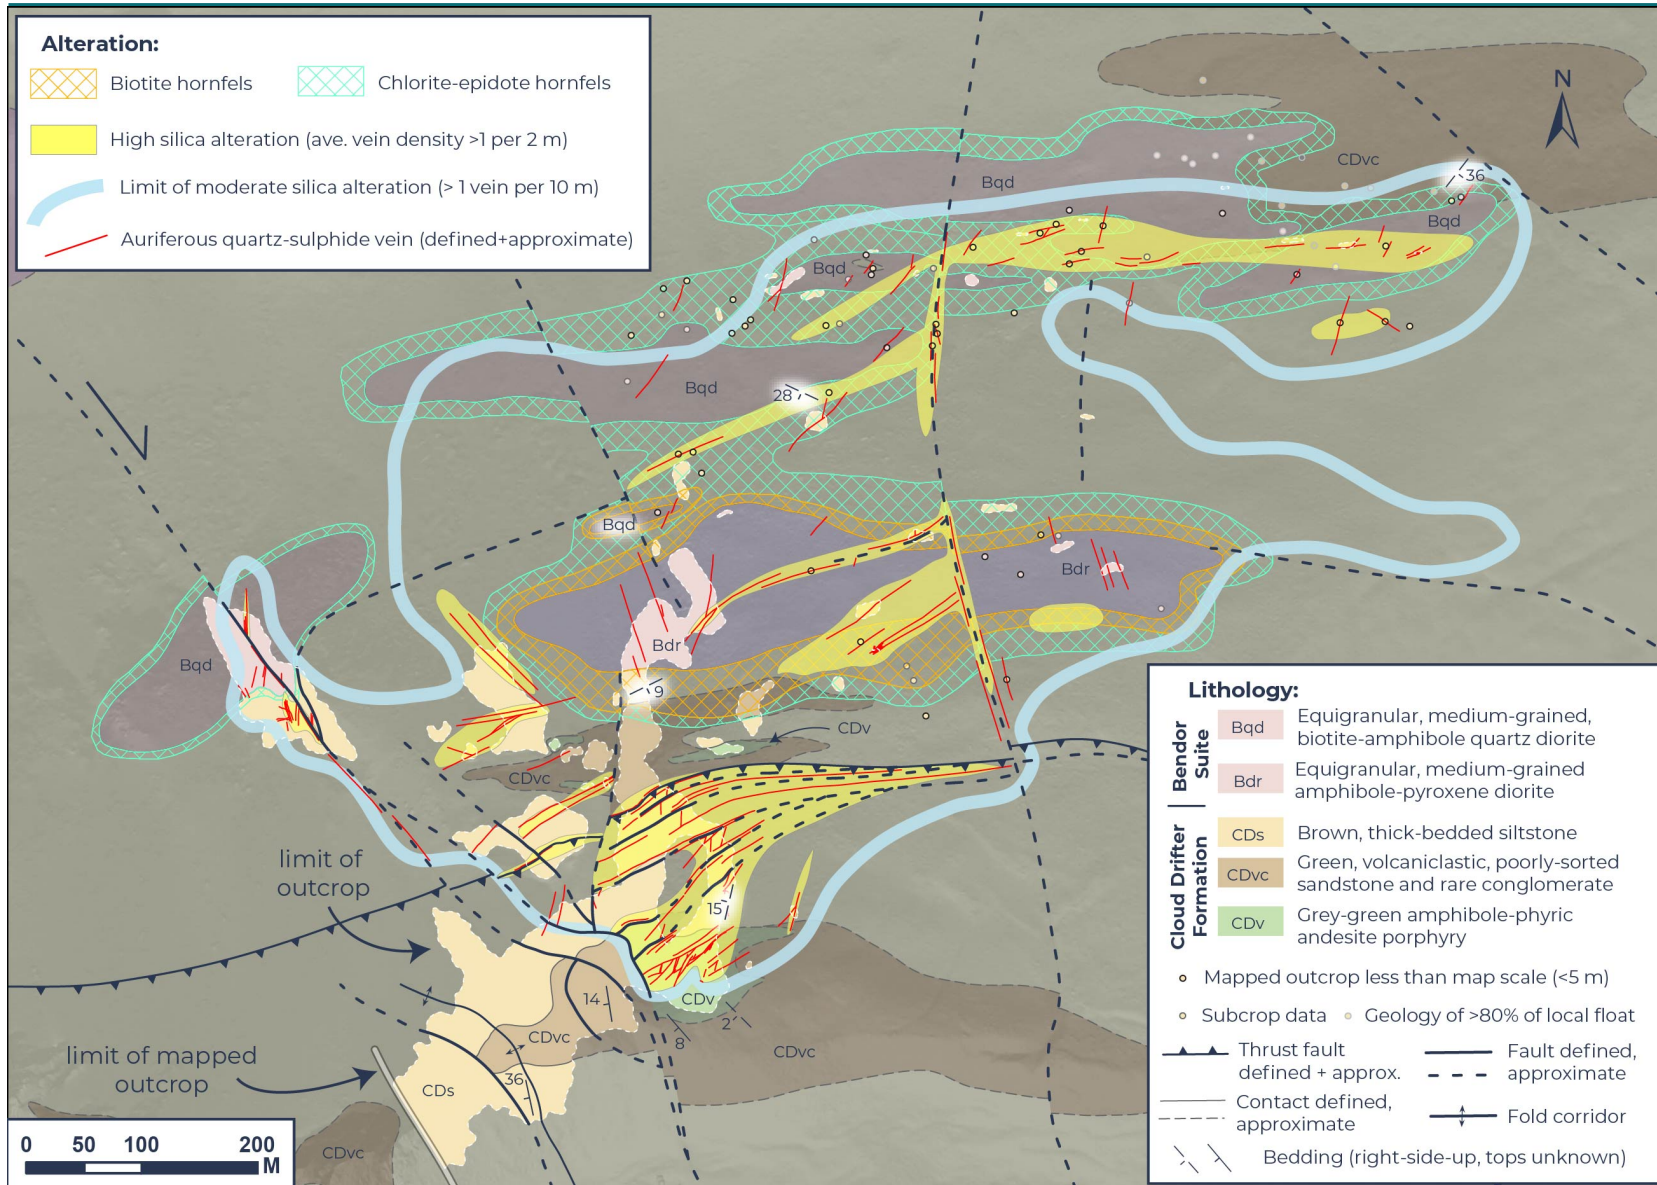 Alteration:
Biotite hornfels
Chlorite-epidote hornfels
High silica alteration (ave. vein density >1 per 2 m)
Limit of moderate silica alteration (> 1 vein per 10 m)
Auriferous quartz-sulphide vein (defined+approximate)
N
CDvc
36
Bqd
Bqd
Bqd
Bqd
28
Bqd
Bdr
Bqd
Bdr
9
CDv
CDvc
limit of
outcrop
15
14
CDv
2
8
CDvc
CDvc
limit of mapped
outcrop
36
CDs
CDvc
0 50 100 200
M
Lithology:
Bendor
Suite
Bqd
Equigranular, medium-grained,
biotite-amphibole quartz diorite
Bdr
Equigranular, medium-grained
amphibole-pyroxene diorite
Cloud Drifter
Formation
CDs
Brown, thick-bedded siltstone
CDvc
Green, volcaniclastic, poorly-sorted
sandstone and rare conglomerate
CDv
Grey-green amphibole-phyric
andesite porphyry
Mapped outcrop less than map scale (<5 m)
Subcrop data
Geology of >80% of local float
Thrust fault
defined + approx.
Fault defined,
approximate
Contact defined,
approximate
Fold corridor
Bedding (right-side-up, tops unknown)